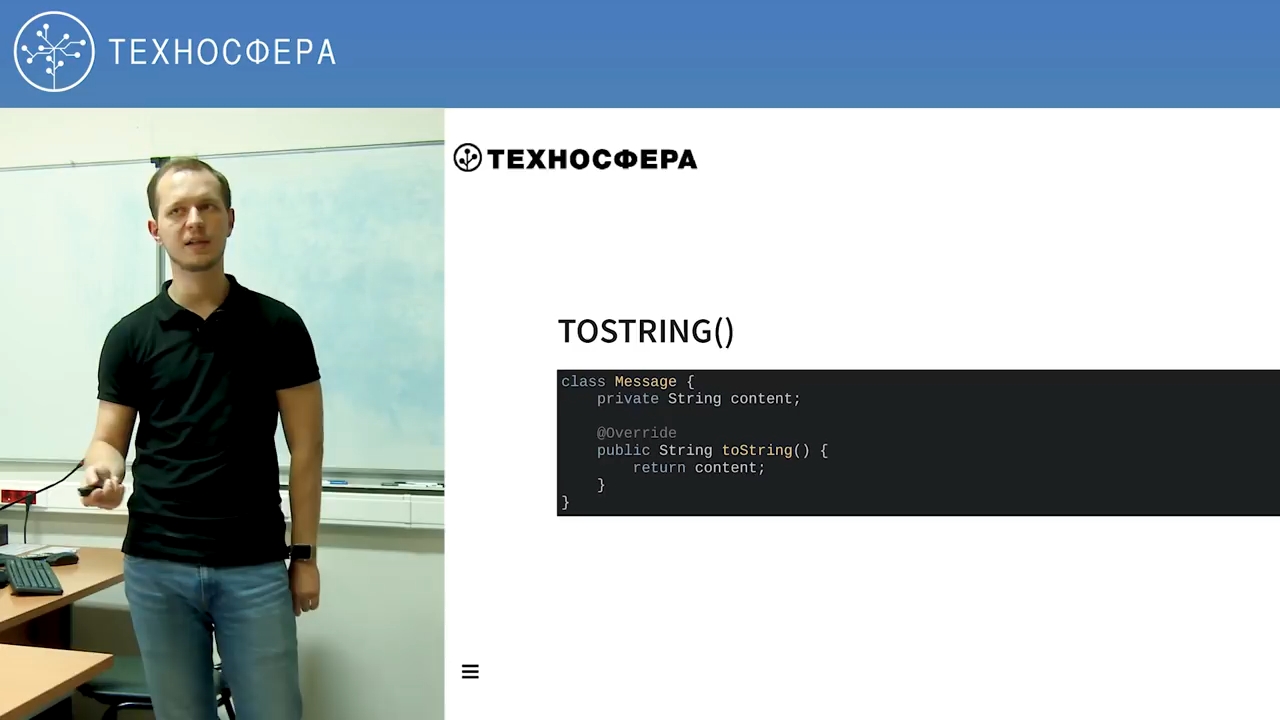 ТЕХНОСФЕРА
ТЕХНОСФЕРА
TOSTRING()
class Message {
    private String content;
    @Override
    public String toString() {
        return content;
    }
}